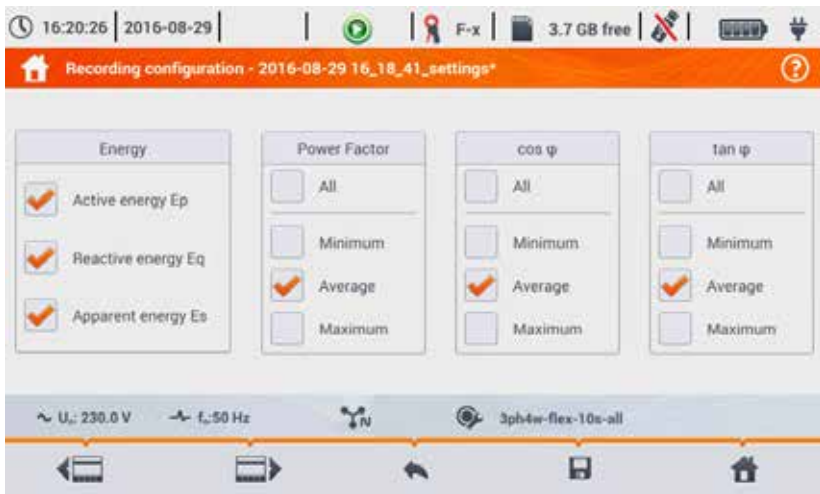 16:20:26 2016-08-29 F-x 3.7 GB free
Recording configuration - 2016-08-29 16_18_41_settings* ?
Energy
Active energy Ep
Reactive energy Eq
Apparent energy Es
Power Factor
All
Minimum
Average
Maximum
cos φ
All
Minimum
Average
Maximum
tan φ
All
Minimum
Average
Maximum
Uₙ: 230.0 V fₙ:50 Hz N 3ph4w-flex-10s-all